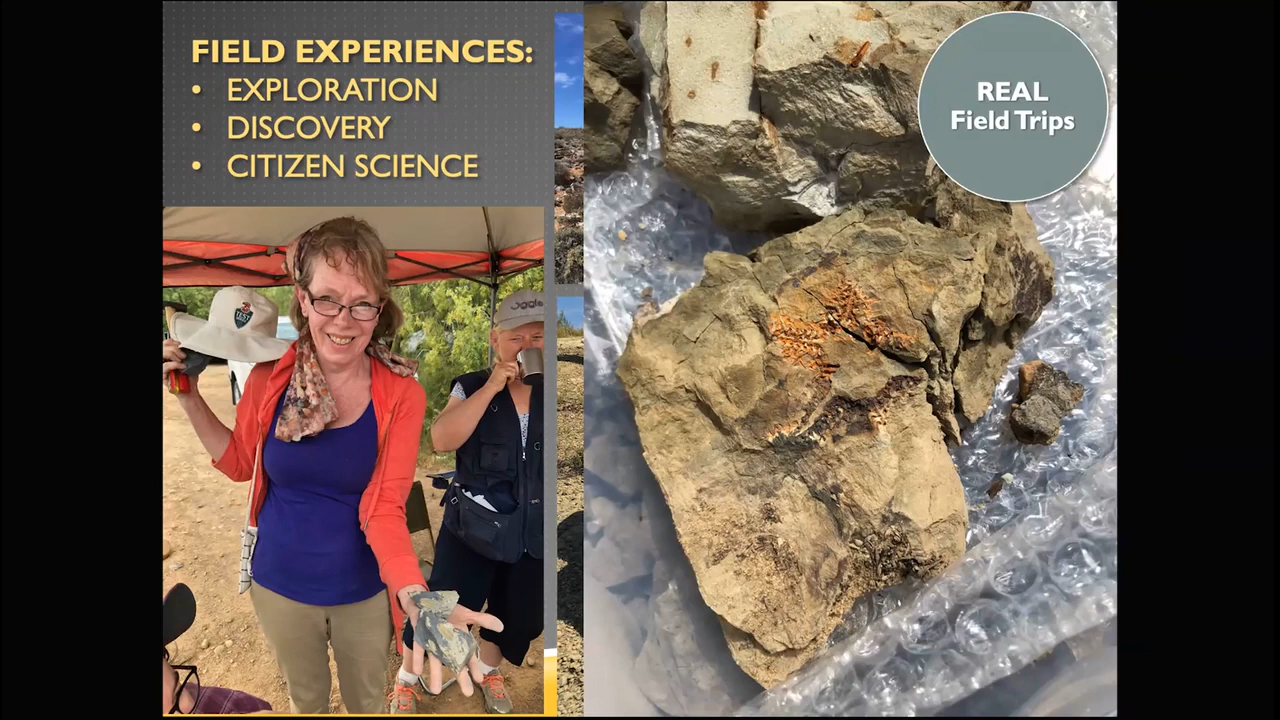 FIELD EXPERIENCES:
• EXPLORATION
• DISCOVERY
• CITIZEN SCIENCE
REAL
Field Trips